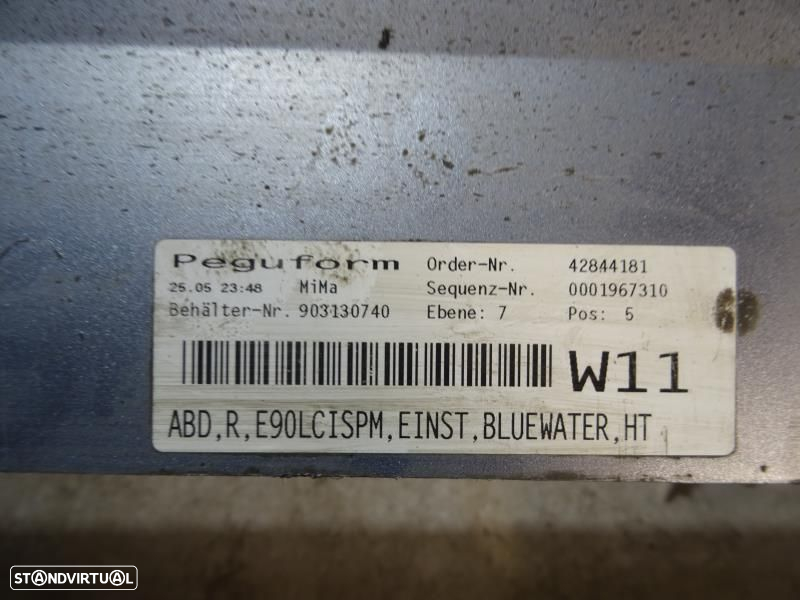 Peguform Order-Nr. 42844181
25.05 23:48 MiMa Sequenz-Nr. 0001967310
Behälter-Nr. 903130740 Ebene: 7 Pos: 5
W11
ABD,R,E90LCISPM,EINST,BLUEWATER,HT
STANDVIRTUAL